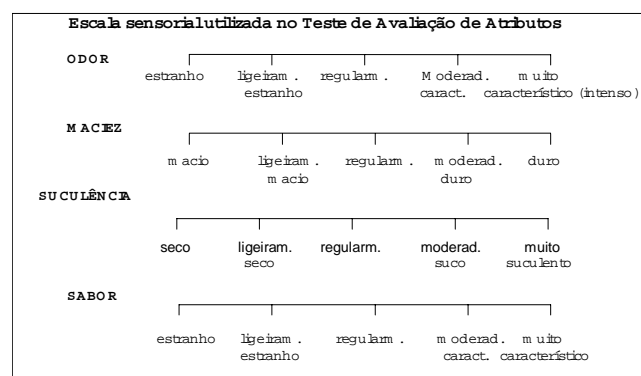 Escala sensorial utilizada no Teste de Avaliação de Atributos
ODOR
estranho ligeiram. regularm. Moderad. muito
estranho caract. característico (intenso)
MACIEZ
macio ligeiram. regularm. moderad. duro
macio duro
SUCULÊNCIA
seco ligeiram. regularm. moderad. muito
seco suco suculento
SABOR
estranho ligeiram. regularm. moderad. muito
estranho caract. característico